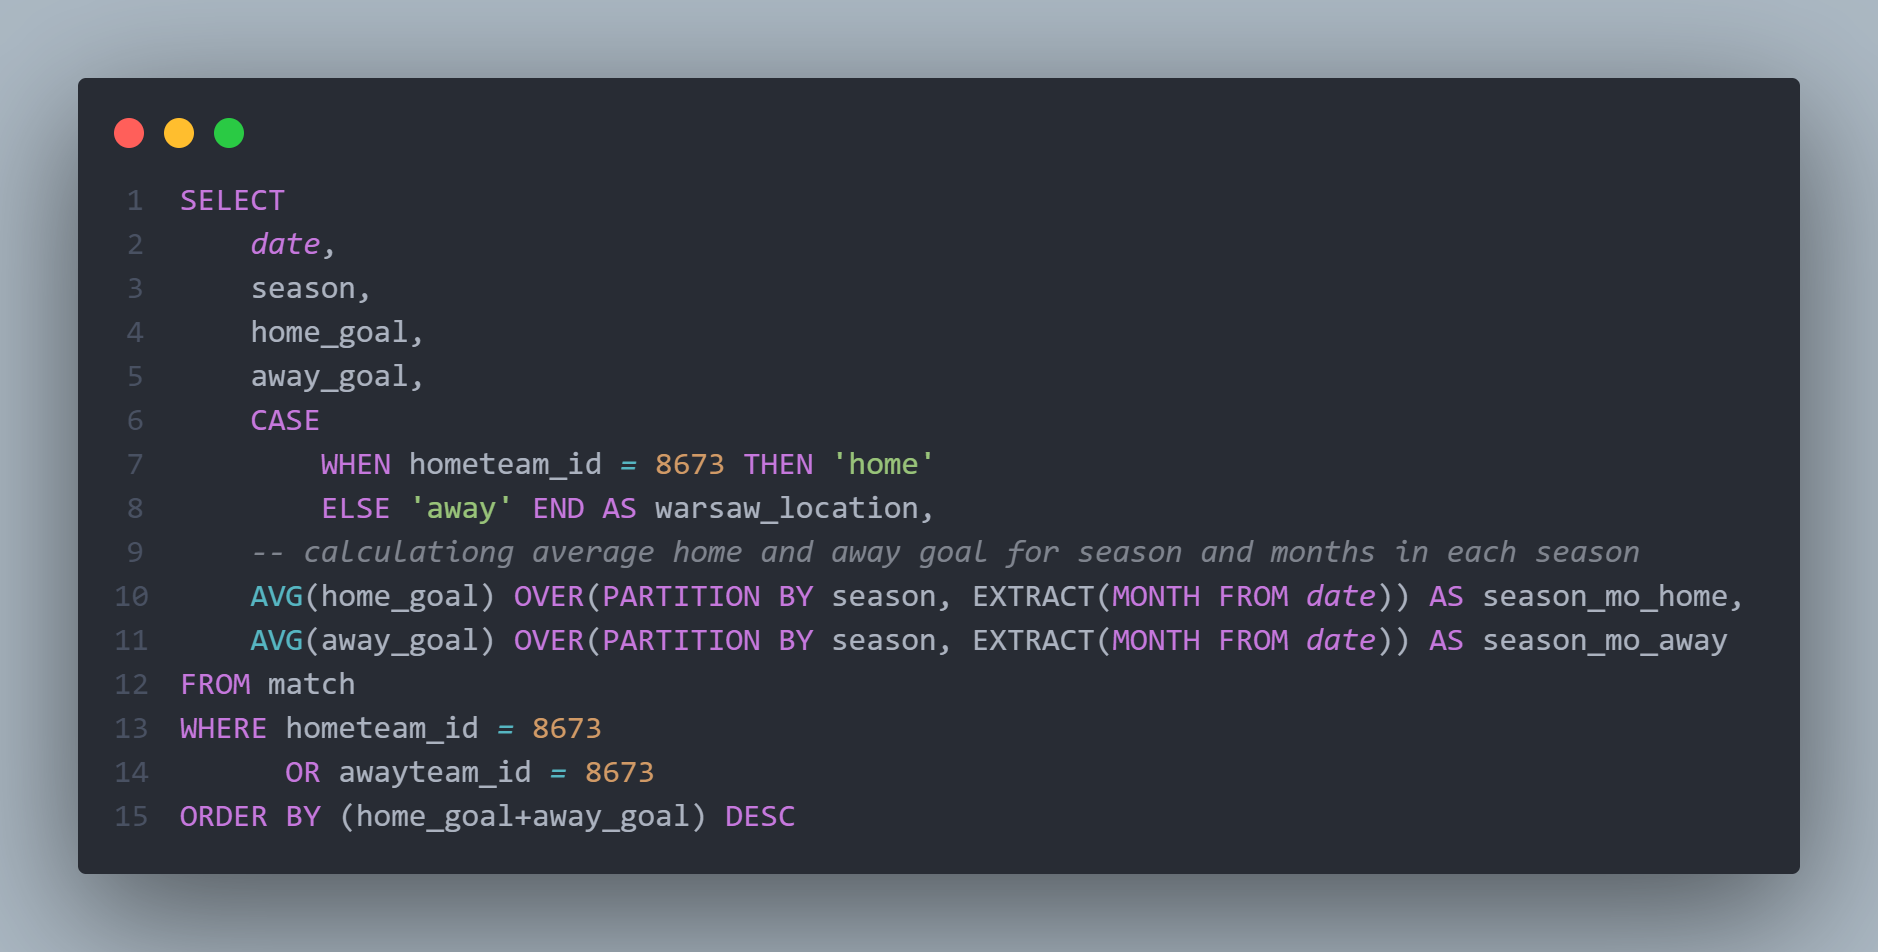 1 SELECT
2     date,
3     season,
4     home_goal,
5     away_goal,
6     CASE
7         WHEN hometeam_id = 8673 THEN 'home'
8         ELSE 'away' END AS warsaw_location,
9     -- calculationg average home and away goal for season and months in each season
10     AVG(home_goal) OVER(PARTITION BY season, EXTRACT(MONTH FROM date)) AS season_mo_home,
11     AVG(away_goal) OVER(PARTITION BY season, EXTRACT(MONTH FROM date)) AS season_mo_away
12 FROM match
13 WHERE hometeam_id = 8673
14       OR awayteam_id = 8673
15 ORDER BY (home_goal+away_goal) DESC